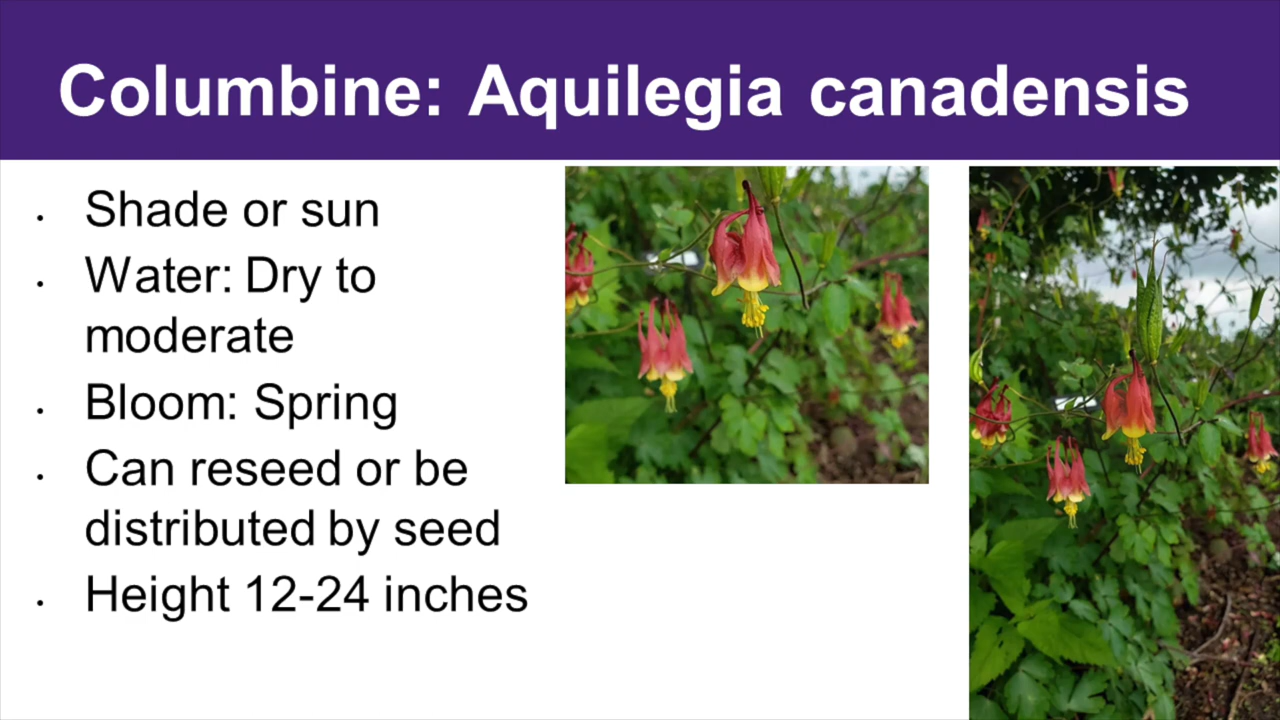 Columbine: Aquilegia canadensis
• Shade or sun
• Water: Dry to
moderate
• Bloom: Spring
• Can reseed or be
distributed by seed
• Height 12-24 inches